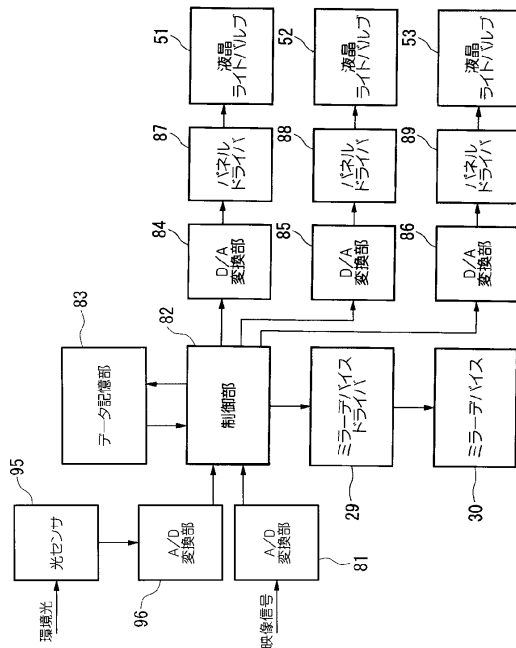 環境光
光センサ
95
A/D
変換部
96
映像信号
A/D
変換部
81
データ記憶部
83
制御部
82
ミラーデバイス
ドライバ
29
ミラーデバイス
30
D/A
変換部
84
パネル
ドライバ
87
液晶
ライトバルブ
51
D/A
変換部
85
パネル
ドライバ
88
液晶
ライトバルブ
52
D/A
変換部
86
パネル
ドライバ
89
液晶
ライトバルブ
53